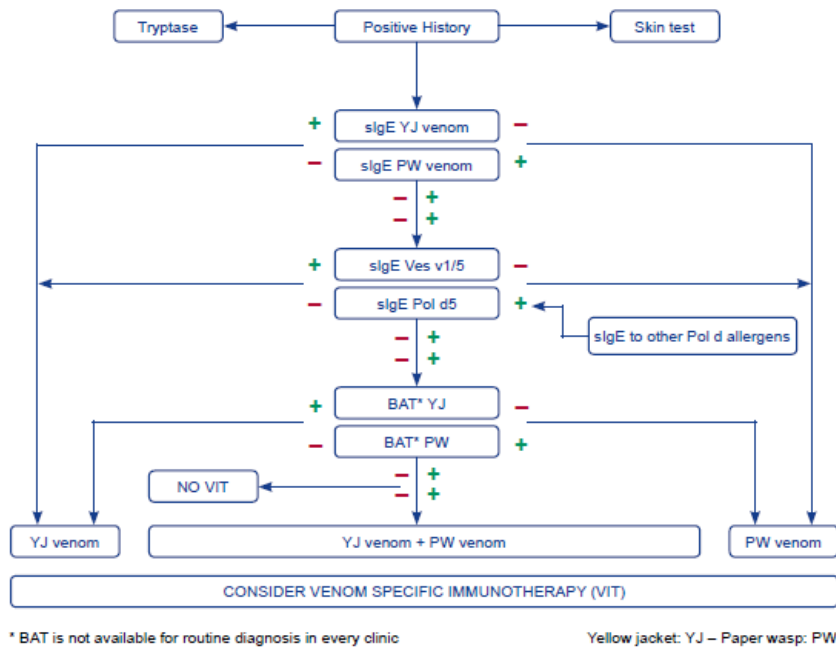 Tryptase
Positive History
Skin test
+
sIgE YJ venom
−
−
sIgE PW venom
+
− +
− +
+
sIgE Ves v1/5
−
−
sIgE Pol d5
+
sIgE to other Pol d allergens
− +
− +
+
BAT* YJ
−
−
BAT* PW
+
− +
− +
NO VIT
YJ venom
YJ venom + PW venom
PW venom
CONSIDER VENOM SPECIFIC IMMUNOTHERAPY (VIT)
* BAT is not available for routine diagnosis in every clinic
Yellow jacket: YJ – Paper wasp: PW